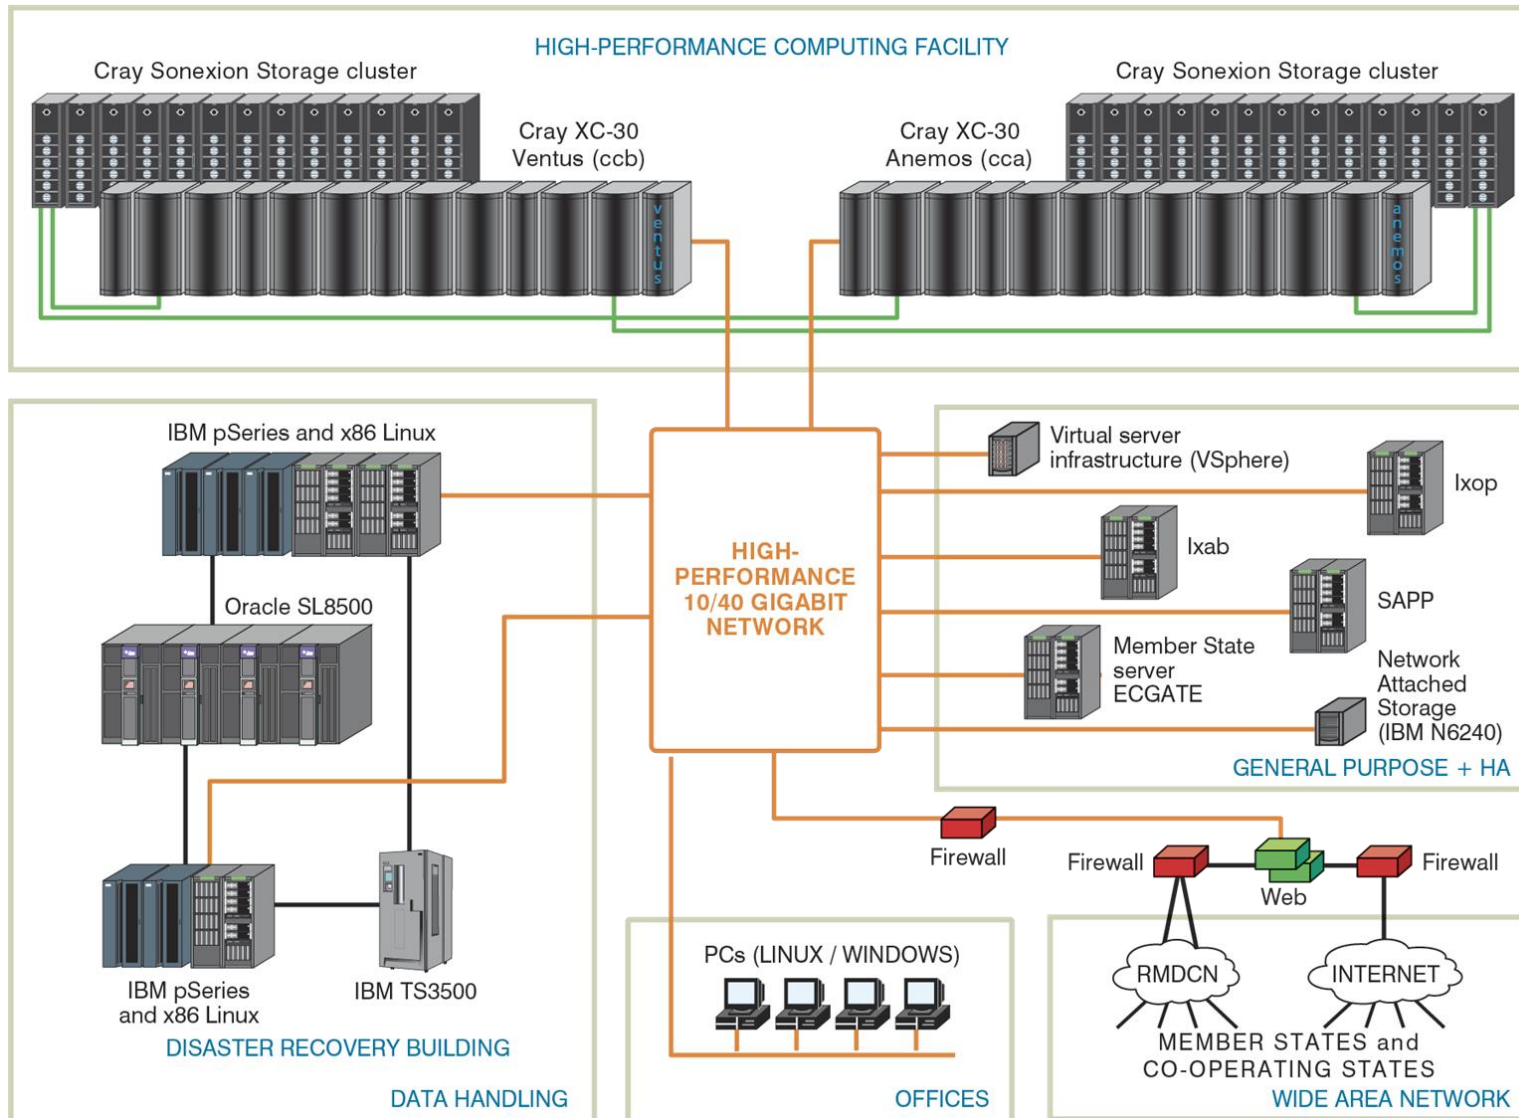 HIGH-PERFORMANCE COMPUTING FACILITY
Cray Sonexion Storage cluster
Cray Sonexion Storage cluster
Cray XC-30
Ventus (ccb)
Cray XC-30
Anemos (cca)
ventus
anemos
IBM pSeries and x86 Linux
Oracle SL8500
IBM pSeries
and x86 Linux
IBM TS3500
DISASTER RECOVERY BUILDING
DATA HANDLING
HIGH-
PERFORMANCE
10/40 GIGABIT
NETWORK
Virtual server
infrastructure (VSphere)
lxop
lxab
SAPP
Member State
server
ECGATE
Network
Attached
Storage
(IBM N6240)
GENERAL PURPOSE + HA
Firewall
Firewall
Web
Firewall
PCs (LINUX / WINDOWS)
OFFICES
RMDCN
INTERNET
MEMBER STATES and
CO-OPERATING STATES
WIDE AREA NETWORK